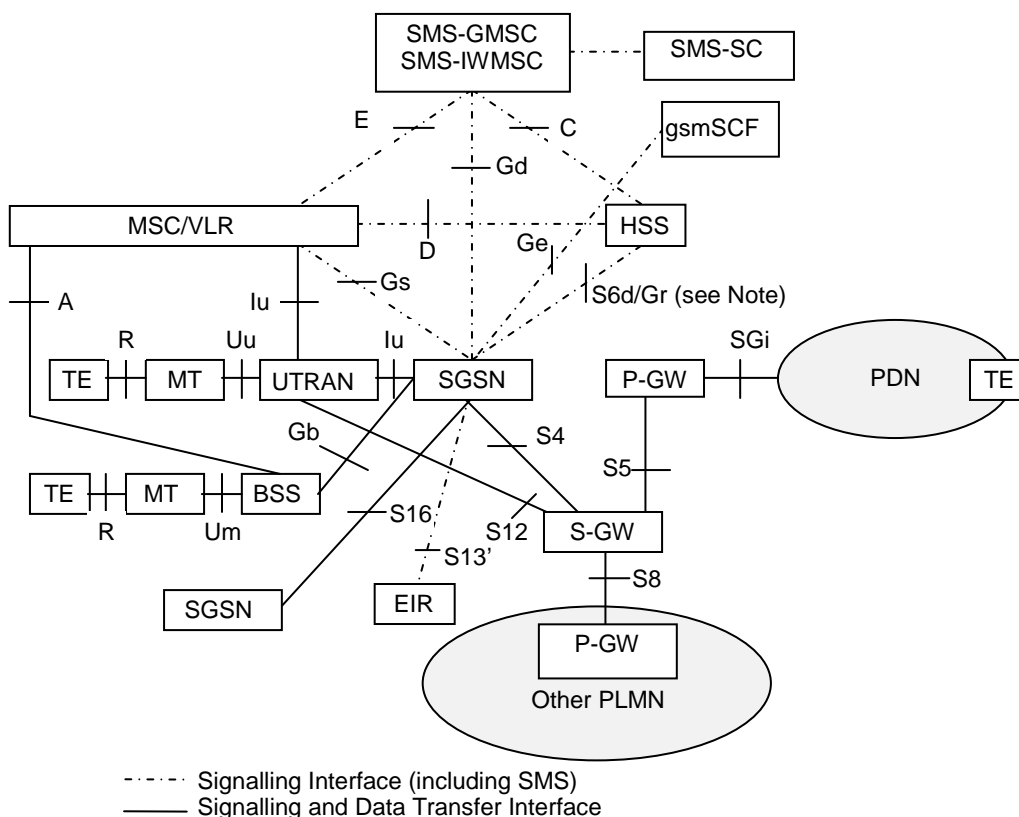 SMS-GMSC
SMS-IWMSC
SMS-SC
gsmSCF
E
C
Gd
MSC/VLR
HSS
D
Ge
Gs
S6d/Gr (see Note)
A
Iu
SGi
R
Uu
Iu
TE
MT
UTRAN
SGSN
P-GW
PDN
TE
Gb
S4
S5
TE
MT
BSS
S16
S12
S-GW
R
Um
S13’
S8
SGSN
EIR
P-GW
Other PLMN
Signalling Interface (including SMS)
Signalling and Data Transfer Interface